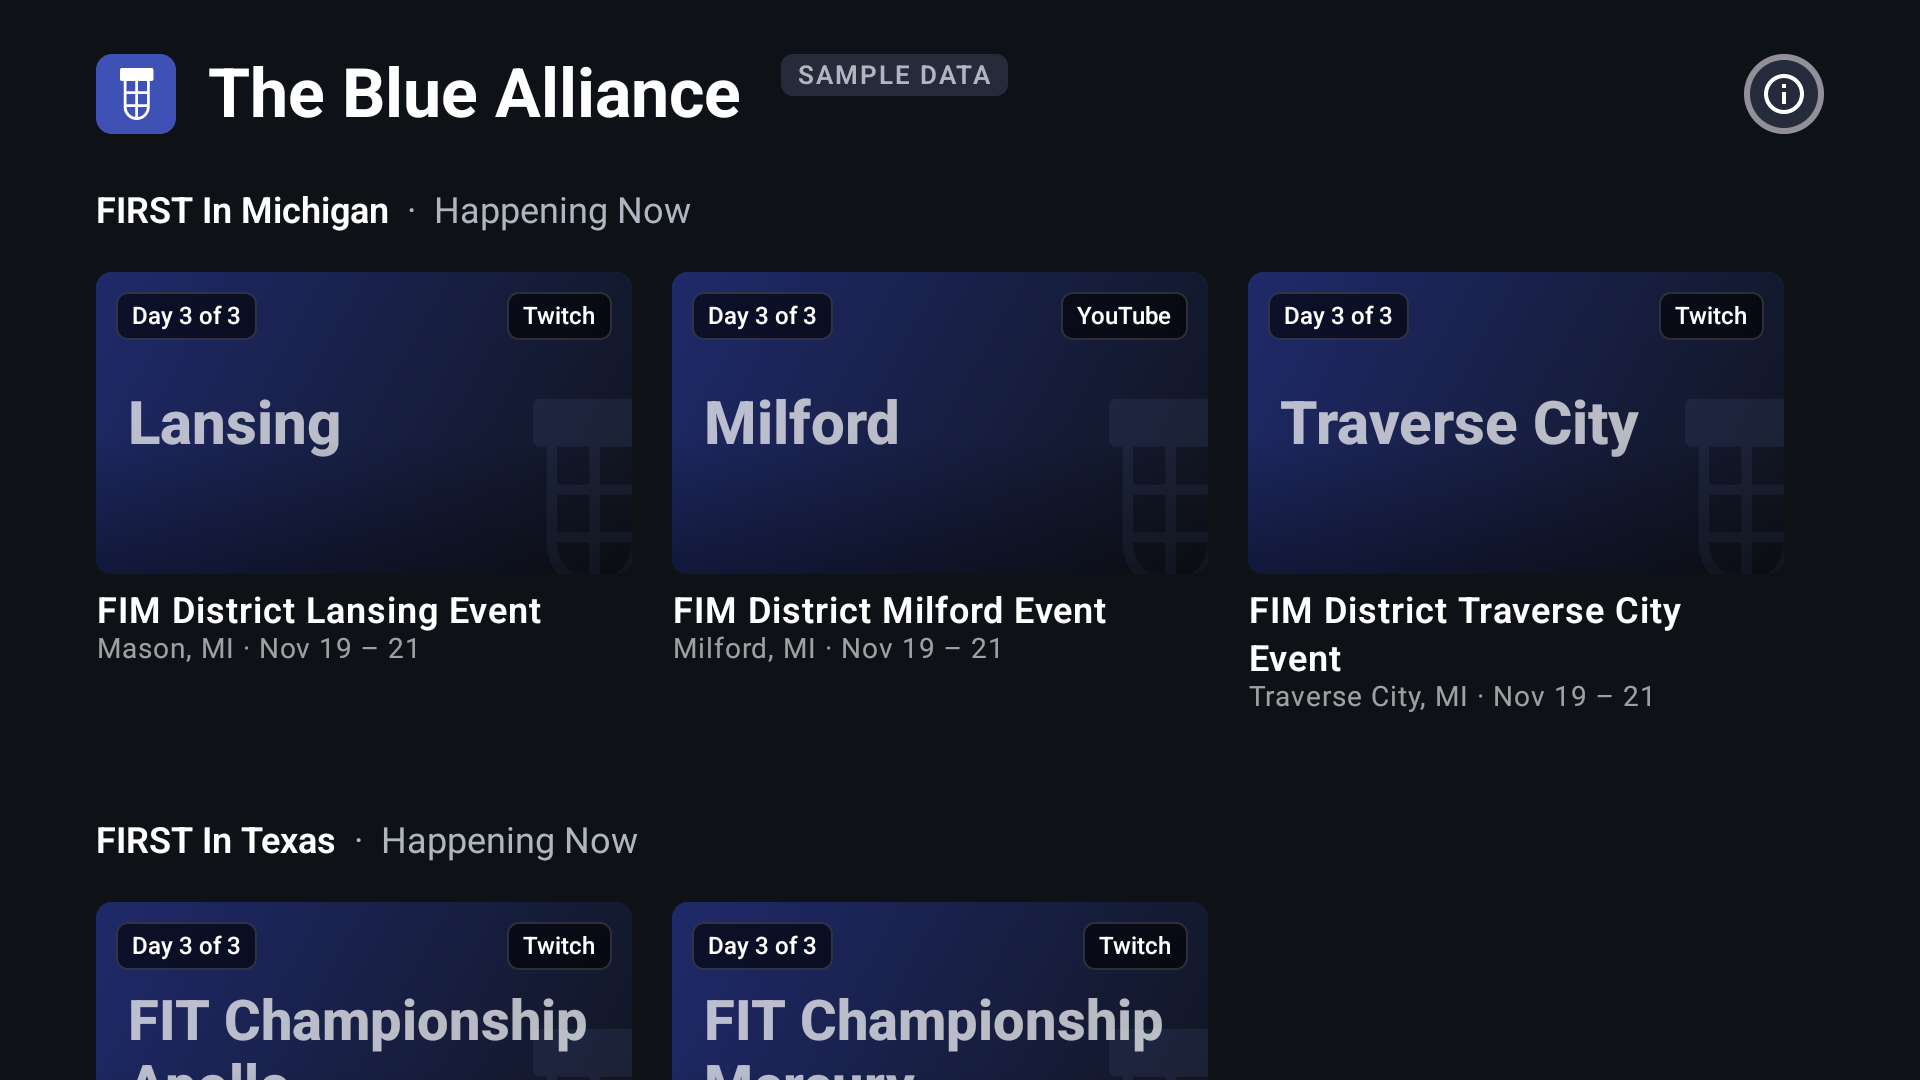 The Blue Alliance
SAMPLE DATA
FIRST In Michigan · Happening Now
Day 3 of 3
Twitch
Lansing
FIM District Lansing Event
Mason, MI · Nov 19 – 21
Day 3 of 3
YouTube
Milford
FIM District Milford Event
Milford, MI · Nov 19 – 21
Day 3 of 3
Twitch
Traverse City
FIM District Traverse City
Event
Traverse City, MI · Nov 19 – 21
FIRST In Texas · Happening Now
Day 3 of 3
Twitch
FIT Championship
Apollo
Day 3 of 3
Twitch
FIT Championship
Mercury